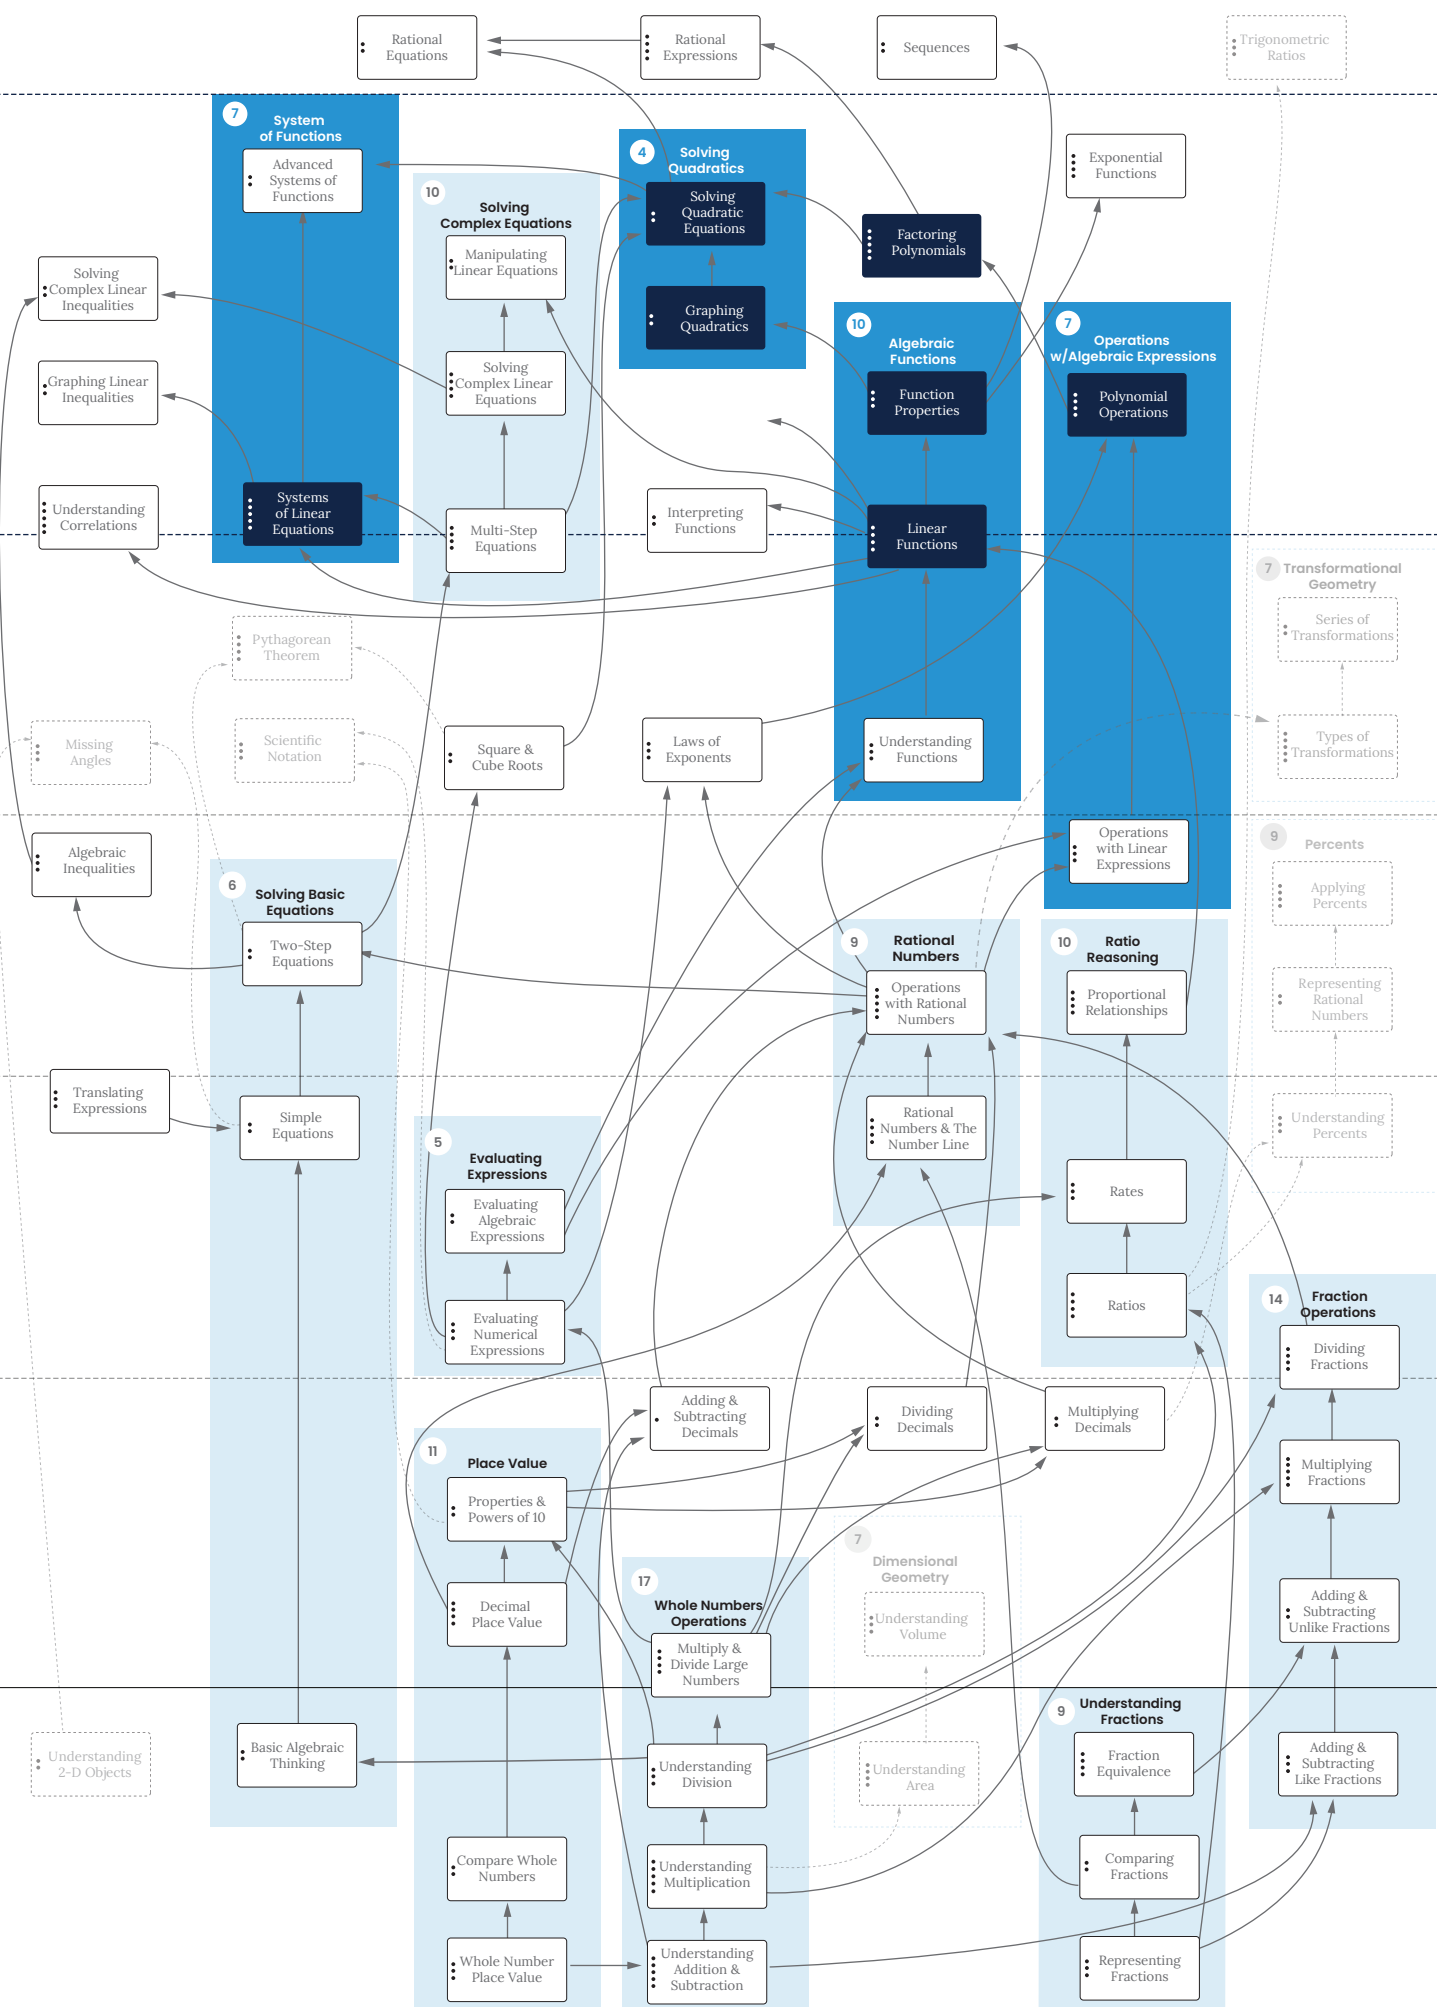 Rational
Equations
Rational
Expressions
Sequences
Trigonometric
Ratios
7
System
of Functions
Advanced
Systems of
Functions
4
Solving
Quadratics
Solving
Quadratic
Equations
Exponential
Functions
10
Solving
Complex Equations
Manipulating
Linear Equations
Factoring
Polynomials
Solving
Complex Linear
Inequalities
Graphing
Quadratics
10
Algebraic
Functions
7
Operations
w/Algebraic Expressions
Graphing Linear
Inequalities
Solving
Complex Linear
Equations
Function
Properties
Polynomial
Operations
Understanding
Correlations
Systems
of Linear
Equations
Multi-Step
Equations
Interpreting
Functions
Linear
Functions
7
Transformational
Geometry
Series of
Transformations
Pythagorean
Theorem
Missing
Angles
Scientific
Notation
Square &
Cube Roots
Laws of
Exponents
Understanding
Functions
Types of
Transformations
Algebraic
Inequalities
Operations
with Linear
Expressions
9
Percents
Applying
Percents
6
Solving Basic
Equations
Two-Step
Equations
9
Rational
Numbers
Operations
with Rational
Numbers
10
Ratio
Reasoning
Proportional
Relationships
Representing
Rational
Numbers
Translating
Expressions
Simple
Equations
5
Evaluating
Expressions
Evaluating
Algebraic
Expressions
Rational
Numbers & The
Number Line
Rates
Understanding
Percents
Evaluating
Numerical
Expressions
Ratios
14
Fraction
Operations
Dividing
Fractions
Adding &
Subtracting
Decimals
Dividing
Decimals
Multiplying
Decimals
11
Place Value
Properties &
Powers of 10
Multiplying
Fractions
7
Dimensional
Geometry
Understanding
Volume
17
Whole Numbers
Operations
Decimal
Place Value
Multiply &
Divide Large
Numbers
Adding &
Subtracting
Unlike Fractions
9
Understanding
Fractions
Understanding
2-D Objects
Basic Algebraic
Thinking
Understanding
Division
Understanding
Area
Fraction
Equivalence
Adding &
Subtracting
Like Fractions
Compare Whole
Numbers
Understanding
Multiplication
Comparing
Fractions
Whole Number
Place Value
Understanding
Addition &
Subtraction
Representing
Fractions